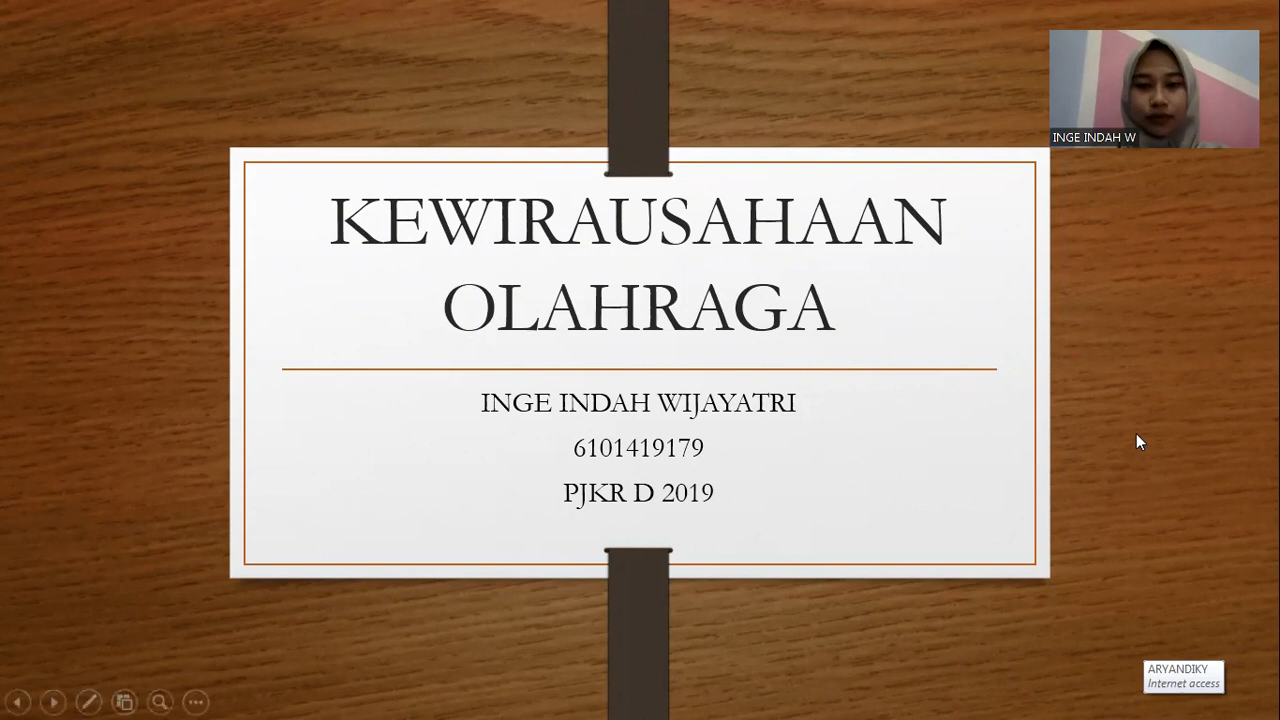 INGE INDAH W
KEWIRAUSAHAAN
OLAHRAGA
INGE INDAH WIJAYATRI
6101419179
PJKR D 2019
ARYANDIKY
Internet access